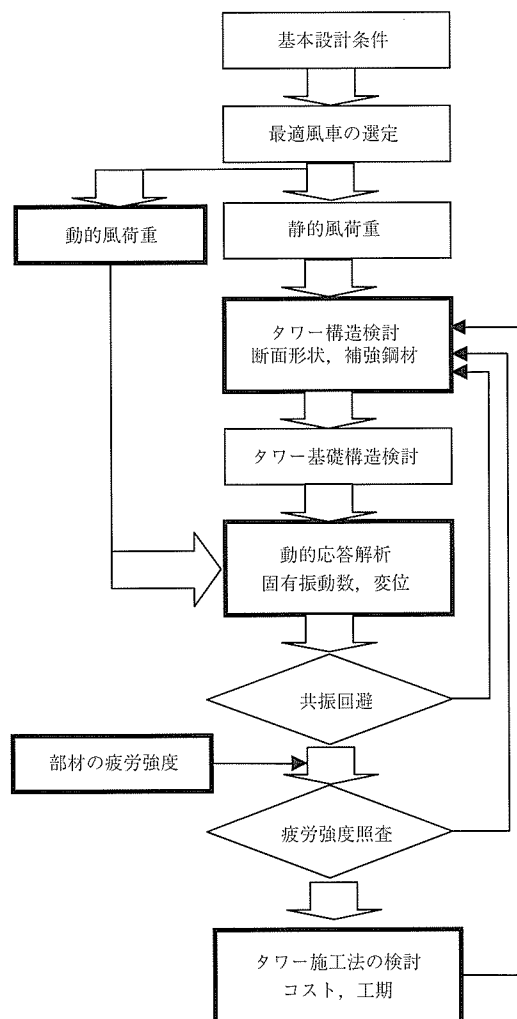 基本設計条件
最適風車の選定
動的風荷重
静的風荷重
タワー構造検討
断面形状，補強鋼材
タワー基礎構造検討
動的応答解析
固有振動数，変位
共振回避
部材の疲労強度
疲労強度照査
タワー施工法の検討
コスト，工期